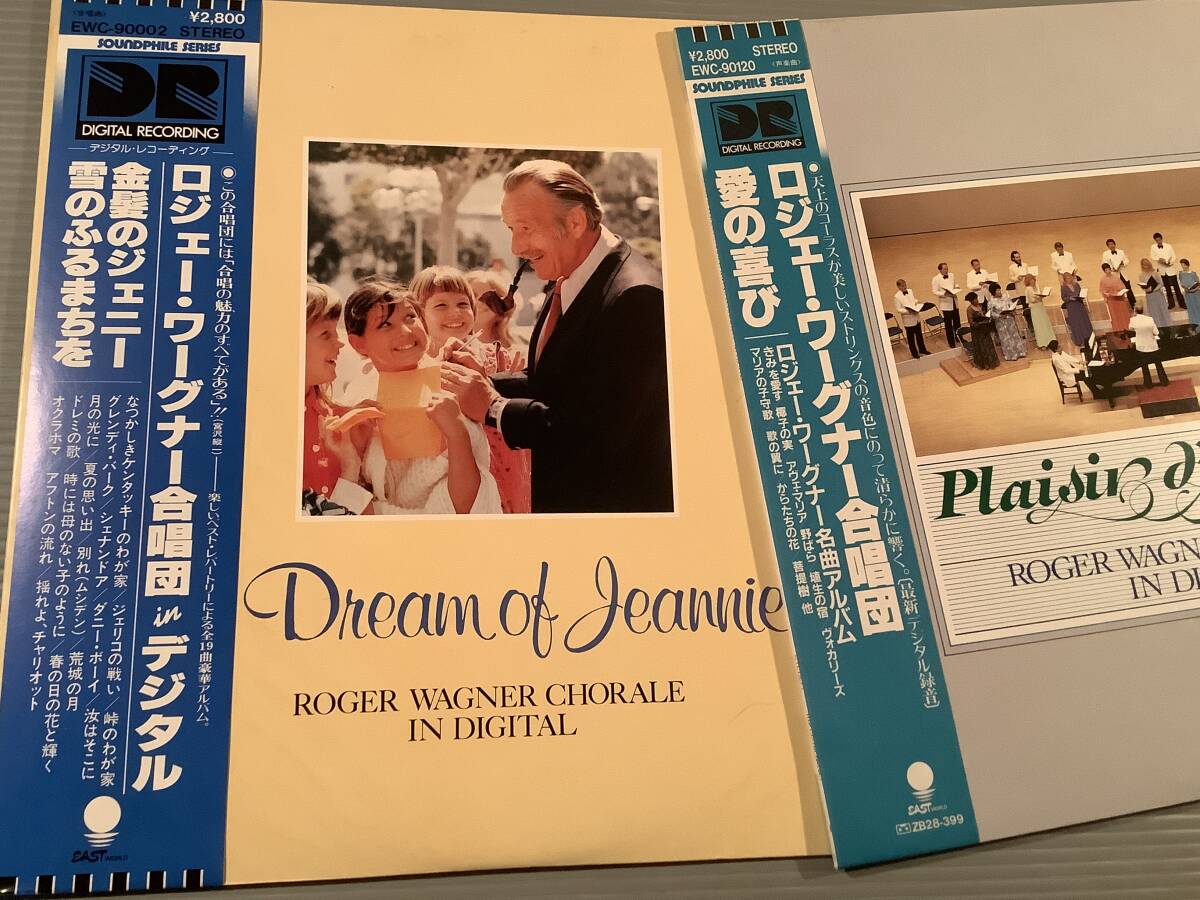 〈合唱曲〉 ¥2,800
EWC-90002 STEREO
SOUNDPHILE SERIES
DR
DIGITAL RECORDING
デジタル・レコーディング
●この合唱団には「合唱の魅力のすべてがある」!!(宮沢縦一)——楽しいベスト・レパートリーによる全19曲豪華アルバム。
ロジェー・ワーグナー合唱団 in デジタル
金髪のジェニー
雪のふるまちを
なつかしきケンタッキーのわが家 ジェリコの戦い/峠のわが家
グレンディ・バーク/シェナンドア ダニー・ボーイ/汝はそこに
月の光に/夏の思い出/別れ(ムシデン)/荒城の月
ドレミの歌 時には母のない子のように/春の日の花と輝く
オクラホマ アフトンの流れ 揺れよ、チャリオット
EAST WORLD
Dream of Jeannie
ROGER WAGNER CHORALE
IN DIGITAL
¥2,800 STEREO
EWC-90120 〈声楽曲〉
SOUNDPHILE SERIES
DR
DIGITAL RECORDING
●天上のコーラスが美しいストリングスの音色にのって清らかに響く。〔最新デジタル録音〕
ロジェー・ワーグナー合唱団
愛の喜び
ロジェー・ワーグナー名曲アルバム
きみを愛す 椰子の実 アヴェ・マリア 野ばら 埴生の宿 ヴォカリーズ
マリアの子守歌 歌の翼に からたちの花 菩提樹 他
EAST WORLD
ZB28-399
Plaisir
ROGER WAGN
IN DI